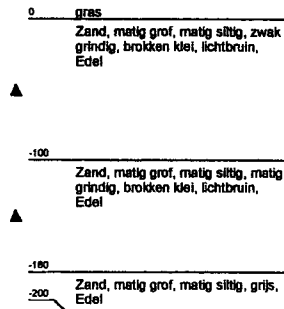 0 gras
Zand, matig grof, matig siltig, zwak
grindig, brokken klei, lichtbruin,
Edel
-100
Zand, matig grof, matig siltig, matig
grindig, brokken klei, lichtbruin,
Edel
-180
Zand, matig grof, matig siltig, grijs,
-200 Edel